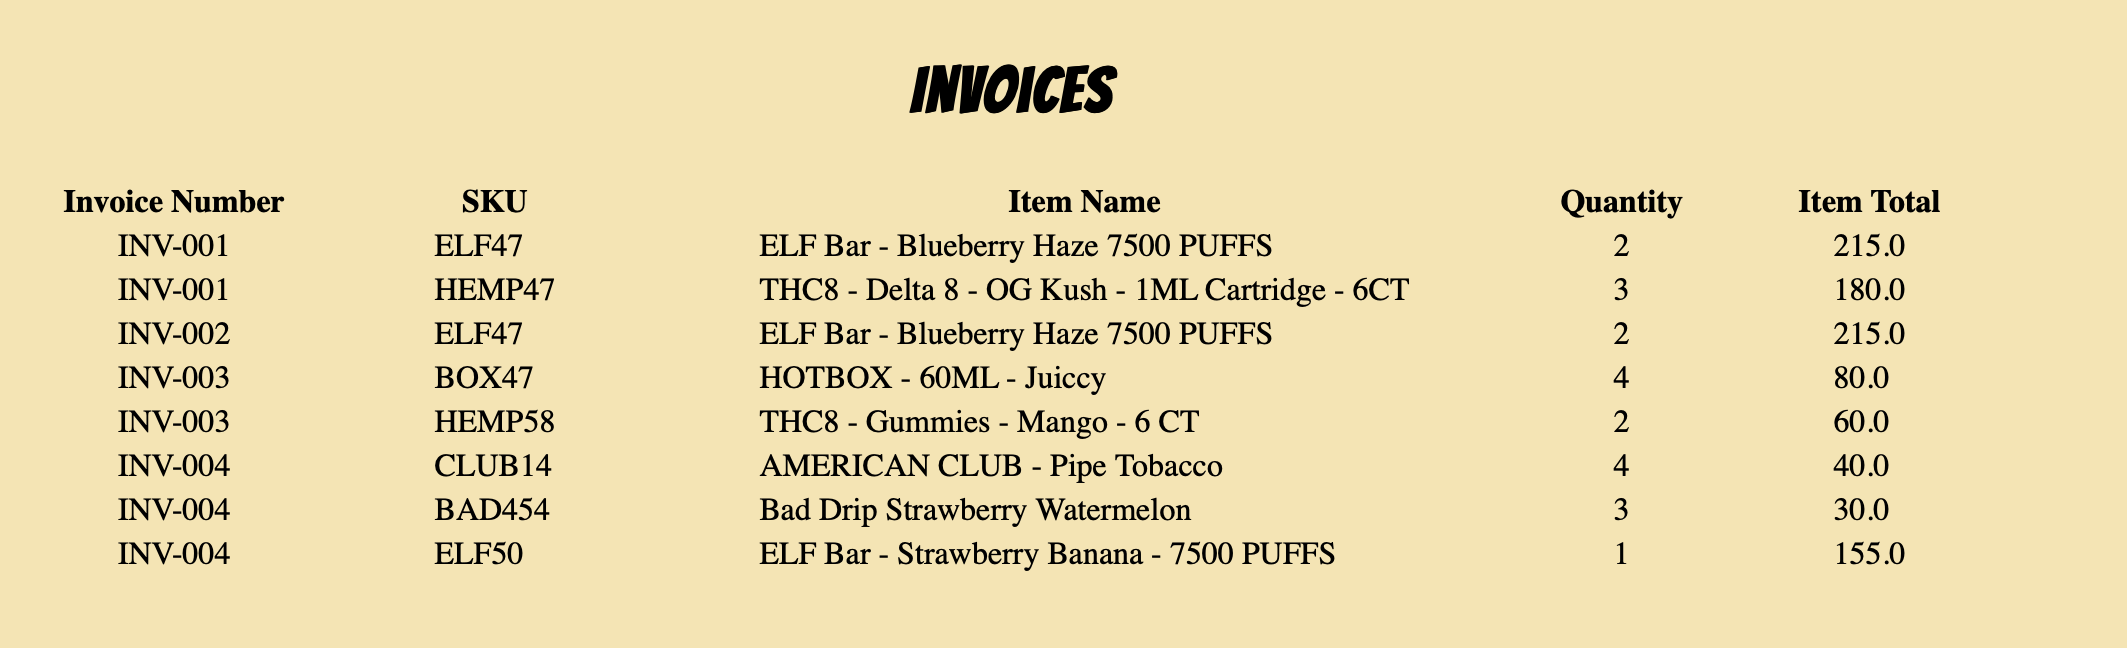 INVOICES
Invoice Number SKU Item Name Quantity Item Total
INV-001 ELF47 ELF Bar - Blueberry Haze 7500 PUFFS 2 215.0
INV-001 HEMP47 THC8 - Delta 8 - OG Kush - 1ML Cartridge - 6CT 3 180.0
INV-002 ELF47 ELF Bar - Blueberry Haze 7500 PUFFS 2 215.0
INV-003 BOX47 HOTBOX - 60ML - Juiccy 4 80.0
INV-003 HEMP58 THC8 - Gummies - Mango - 6 CT 2 60.0
INV-004 CLUB14 AMERICAN CLUB - Pipe Tobacco 4 40.0
INV-004 BAD454 Bad Drip Strawberry Watermelon 3 30.0
INV-004 ELF50 ELF Bar - Strawberry Banana - 7500 PUFFS 1 155.0